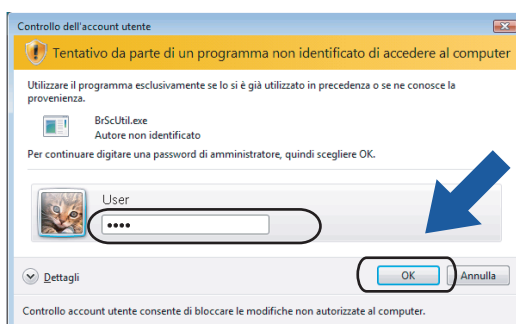 Controllo dell'account utente
Tentativo da parte di un programma non identificato di accedere al computer
Utilizzare il programma esclusivamente se lo si è già utilizzato in precedenza o se ne conosce la
provenienza.
BrScUtil.exe
Autore non identificato
Per continuare digitare una password di amministratore, quindi scegliere OK.
User
••••
Dettagli
OK
Annulla
Controllo account utente consente di bloccare le modifiche non autorizzate al computer.